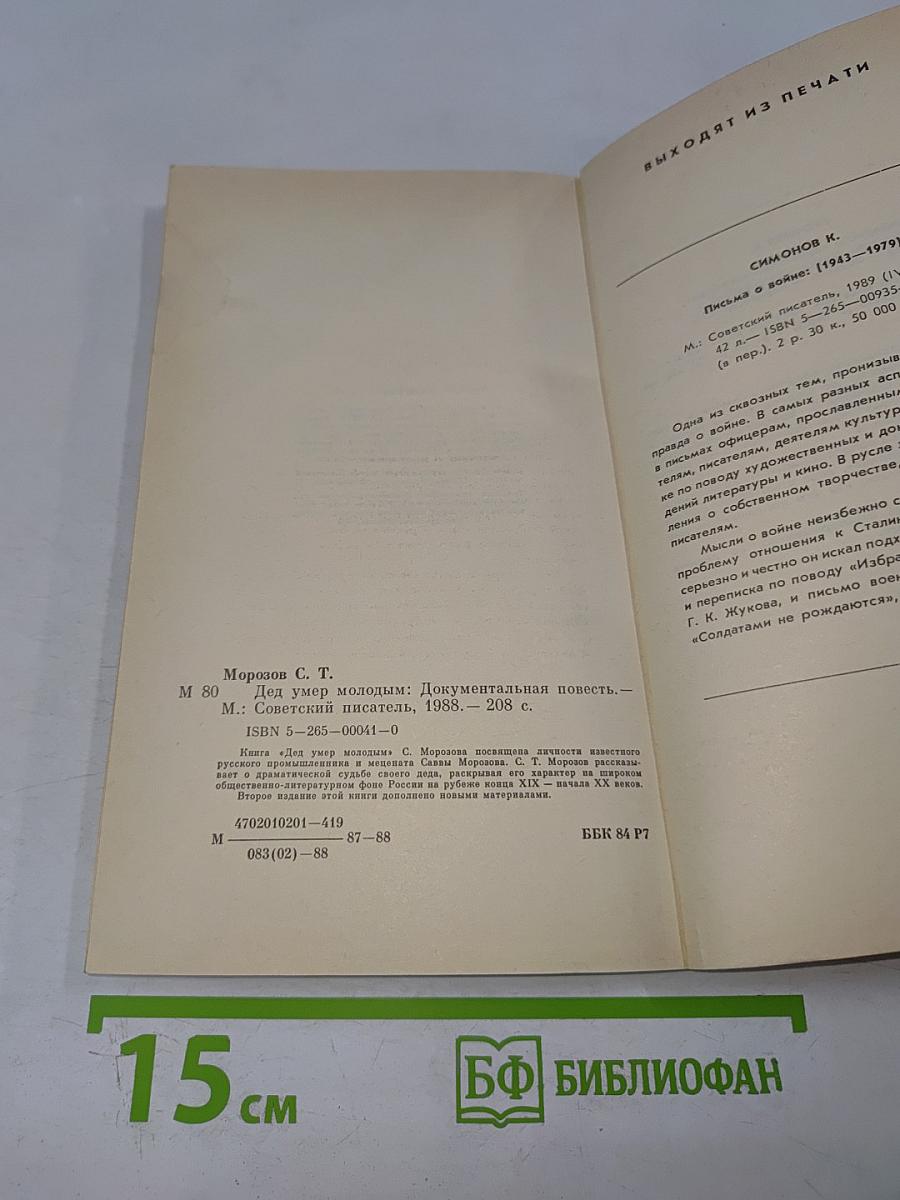 Морозов С. Т.
М 80 Дед умер молодым: Документальная повесть.—
М.: Советский писатель, 1988.— 208 с.
ISBN 5—265—00041—0
Книга «Дед умер молодым» С. Морозова посвящена личности известного
русского промышленника и мецената Саввы Морозова. С. Т. Морозов рассказы-
вает о драматической судьбе своего деда, раскрывая его характер на широком
общественно-литературном фоне России на рубеже конца XIX — начала XX веков.
Второе издание этой книги дополнено новыми материалами.
4702010201—419
М 87—88
083(02)—88
ББК 84 Р7
ВЫХОДЯТ ИЗ ПЕЧАТИ
СИМОНОВ К.
Письма о войне: [1943—1979]
М.: Советский писатель, 1989 (IV
42 л.— ISBN 5—265—00935-
(в пер.). 2 р. 30 к., 50 000
Одна из сквозных тем, пронизыв
правда о войне. В самых разных асп
в письмах офицерам, прославленным
телям, писателям, деятелям культур
ке по поводу художественных и док
дений литературы и кино. В русле
ления о собственном творчестве,
писателям.
Мысли о войне неизбежно с
проблему отношения к Сталин
серьезно и честно он искал подх
и переписка по поводу «Избра
Г. К. Жукова, и письмо воен
«Солдатами не рождаются»,
15 см
БФ БИБЛИОФАН